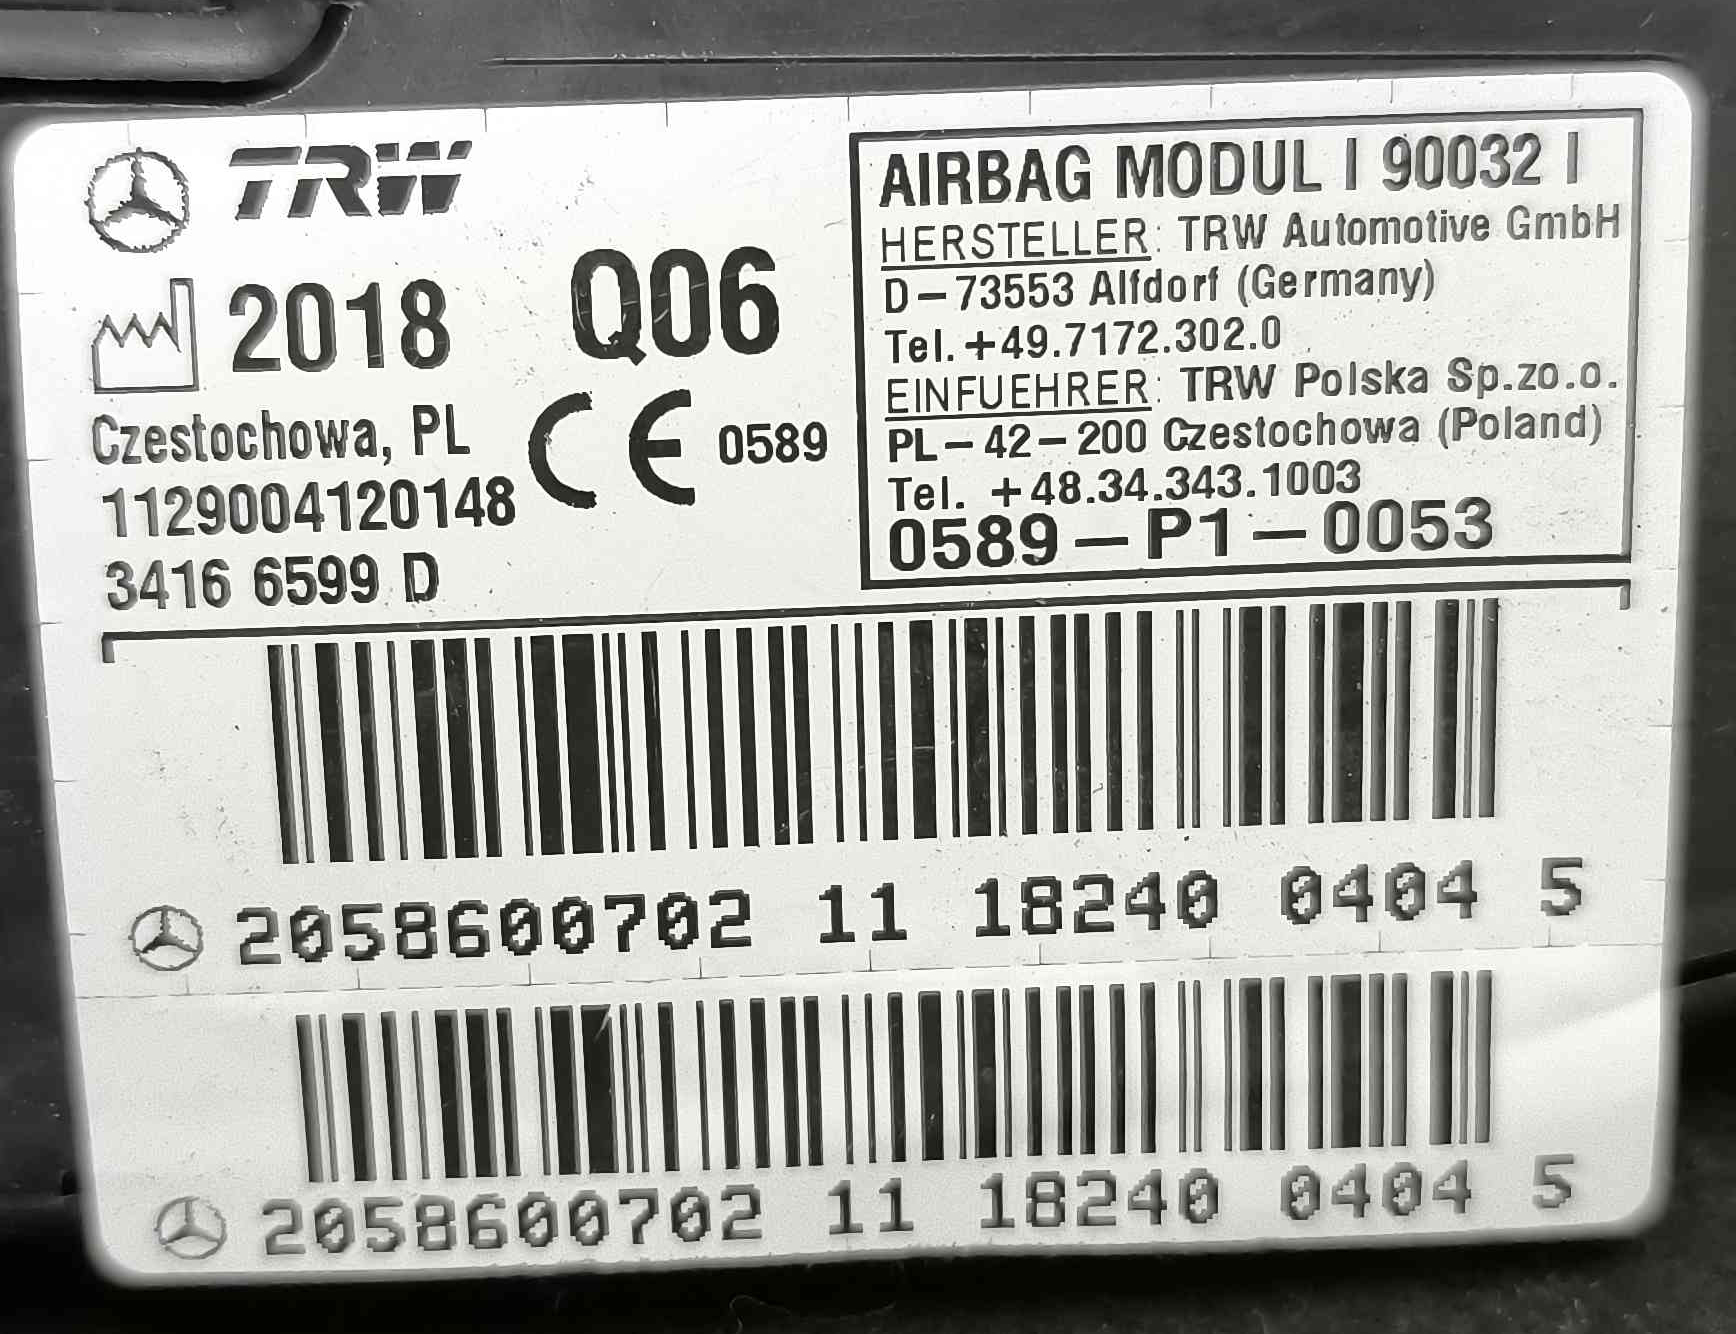 TRW
2018 Q06
Czestochowa, PL
CE 0589
1129004120148
3416 6599 D
AIRBAG MODUL I 90032 I
HERSTELLER: TRW Automotive GmbH
D-73553 Alfdorf (Germany)
Tel. +49.7172.302.0
EINFUEHRER: TRW Polska Sp.zo.o.
PL-42-200 Czestochowa (Poland)
Tel. +48.34.343.1003
0589-P1-0053
2058600702 11 18240 0404 5
2058600702 11 18240 0404 5